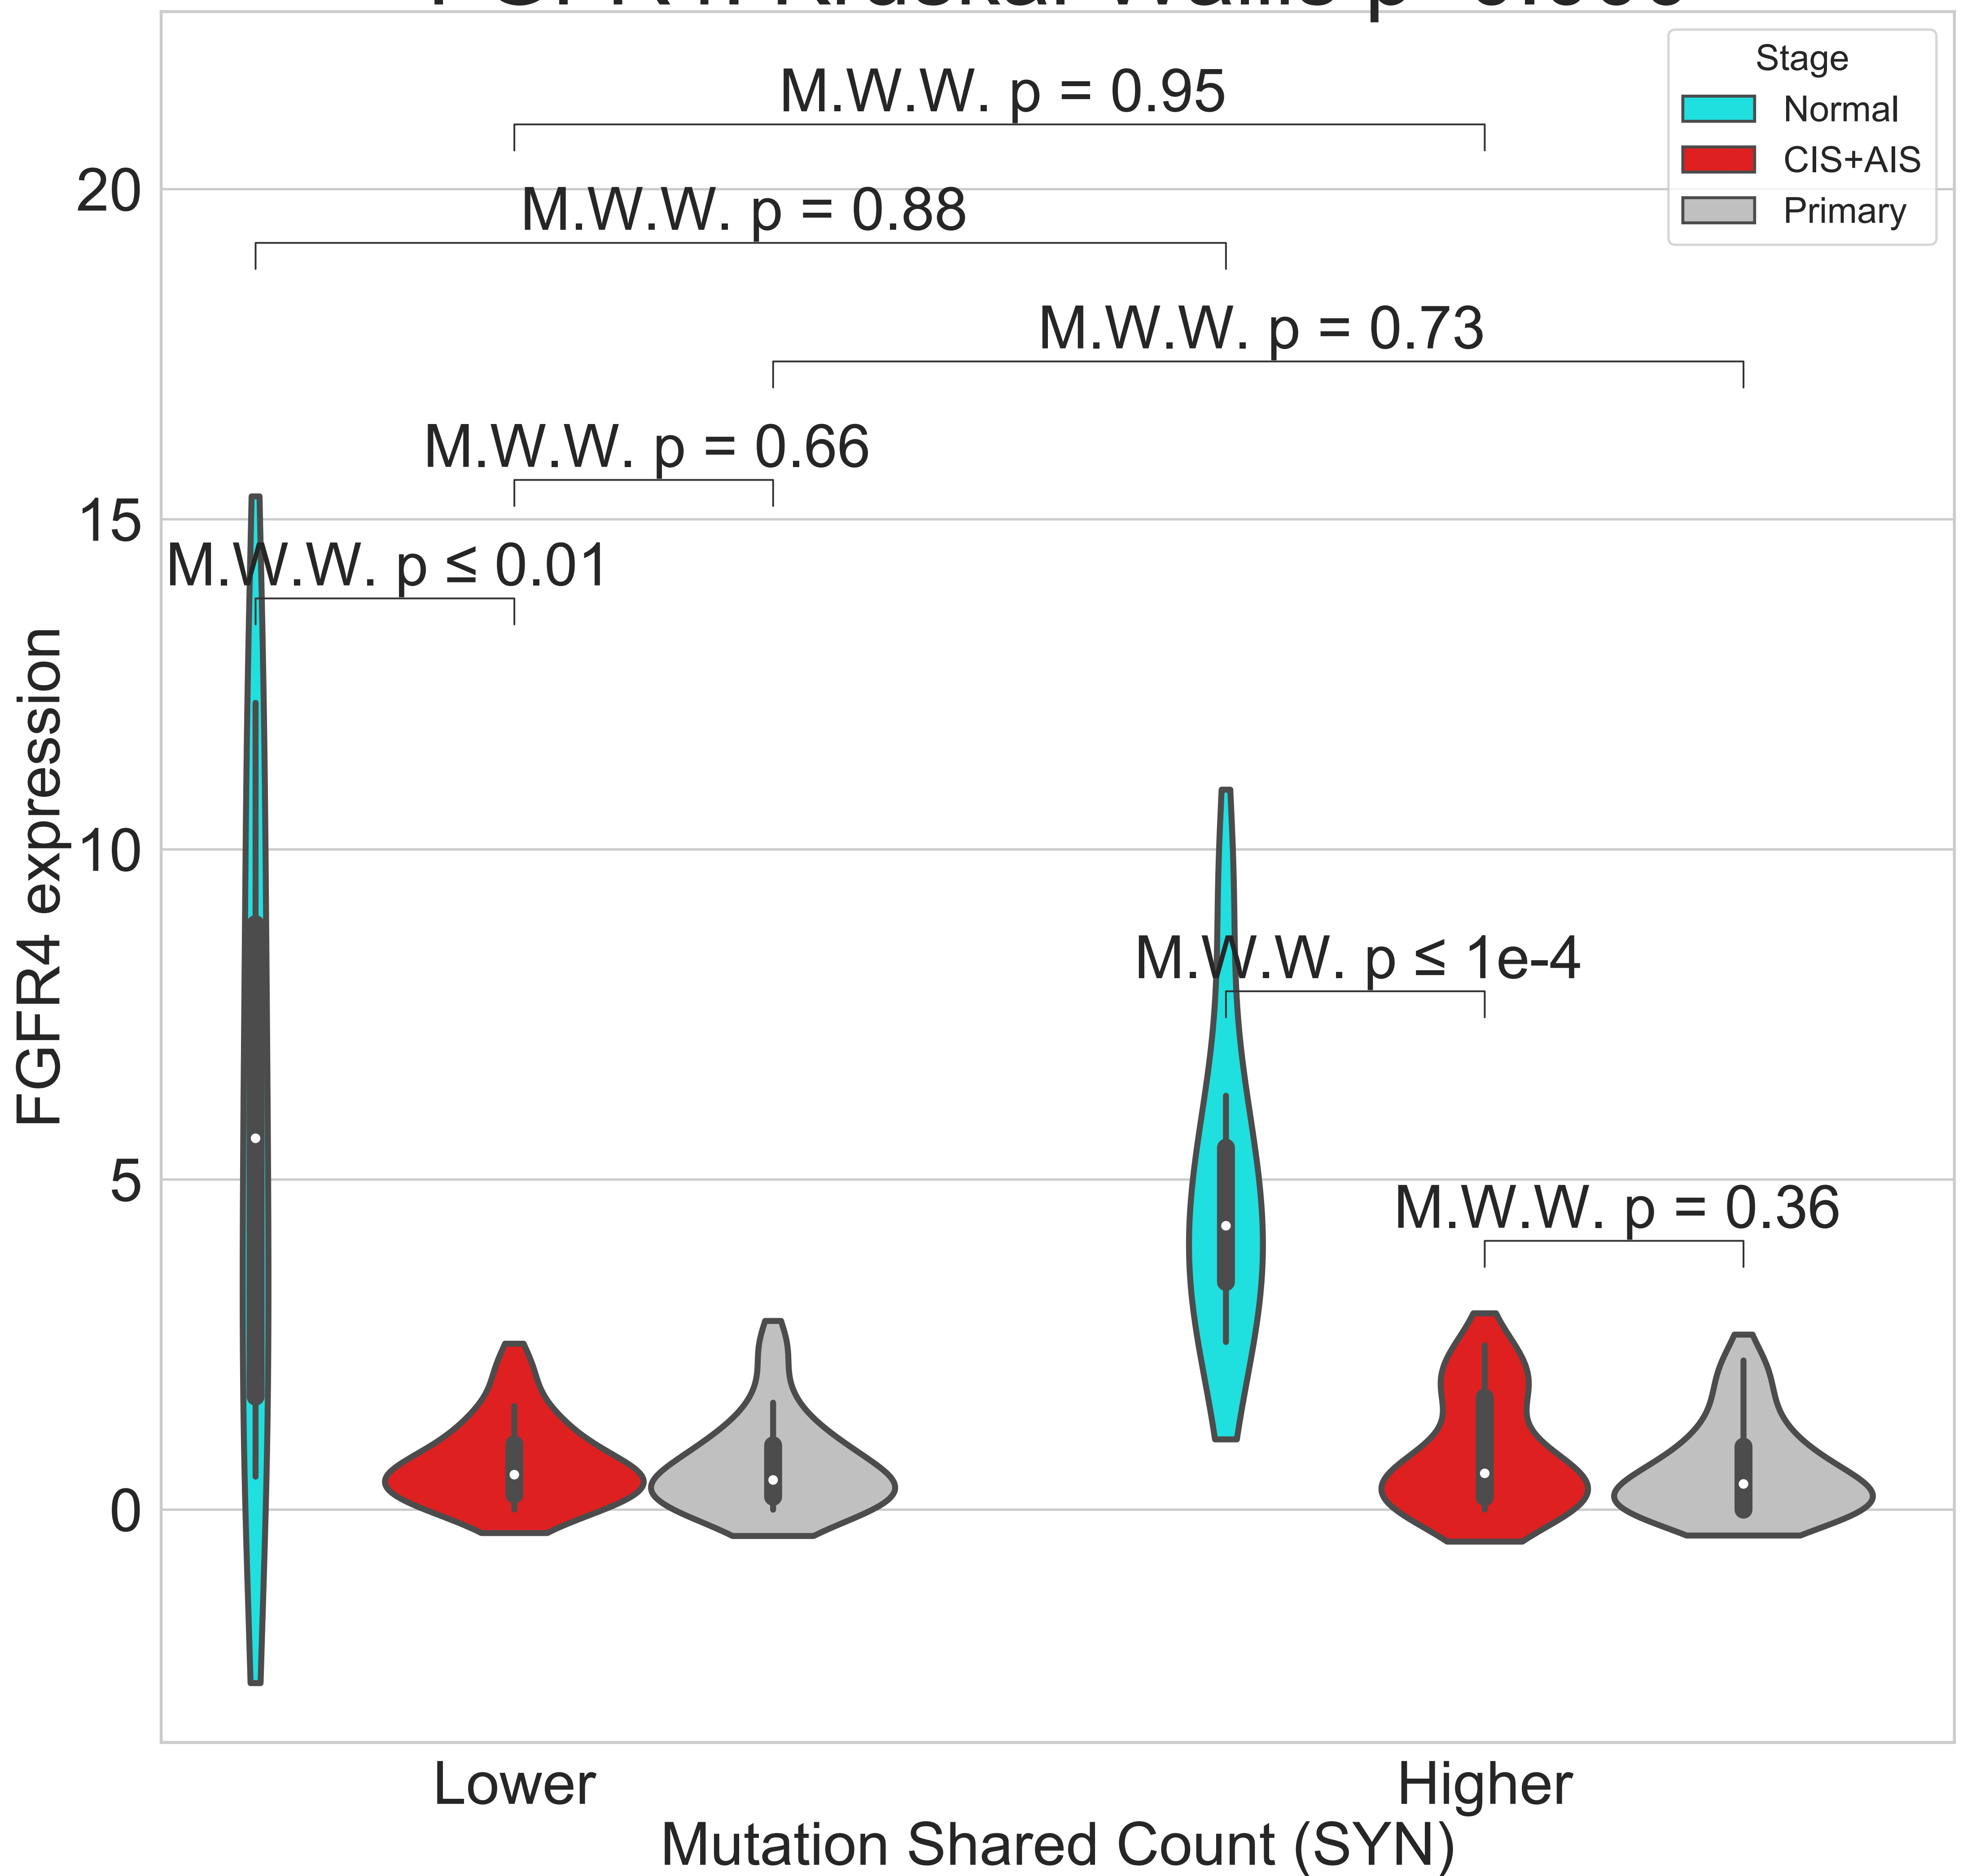 M.W.W. p = 0.95
Stage
Normal
CIS+AIS
Primary
20
M.W.W. p = 0.88
M.W.W. p = 0.73
M.W.W. p = 0.66
15
M.W.W. p ≤ 0.01
FGFR4 expression
10
M.W.W. p ≤ 1e-4
5
M.W.W. p = 0.36
0
Lower
Higher
Mutation Shared Count (SYN)